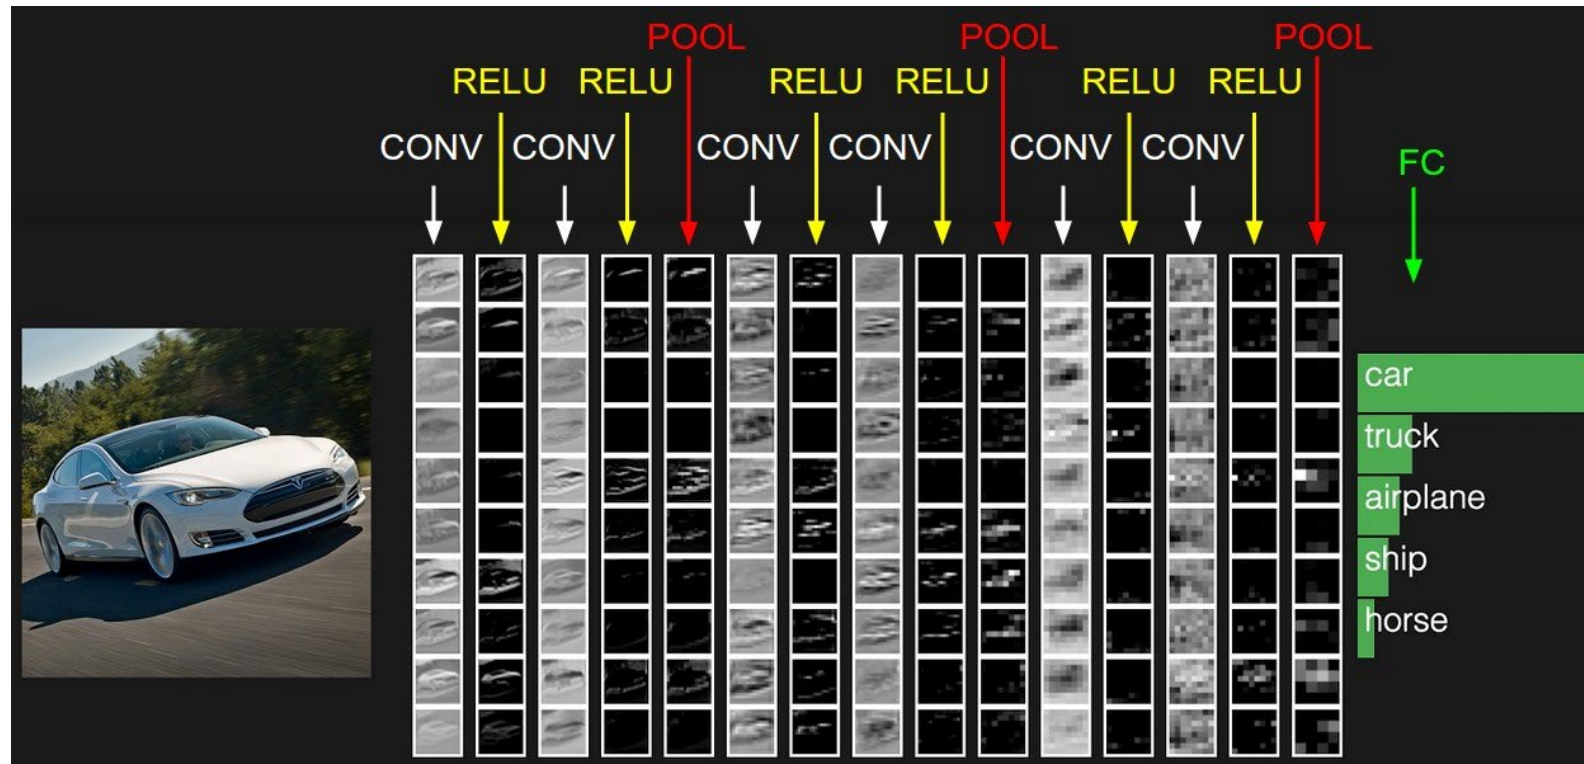 POOL POOL POOL
RELU RELU RELU RELU RELU RELU
CONV CONV CONV CONV CONV CONV
FC
car
truck
airplane
ship
horse